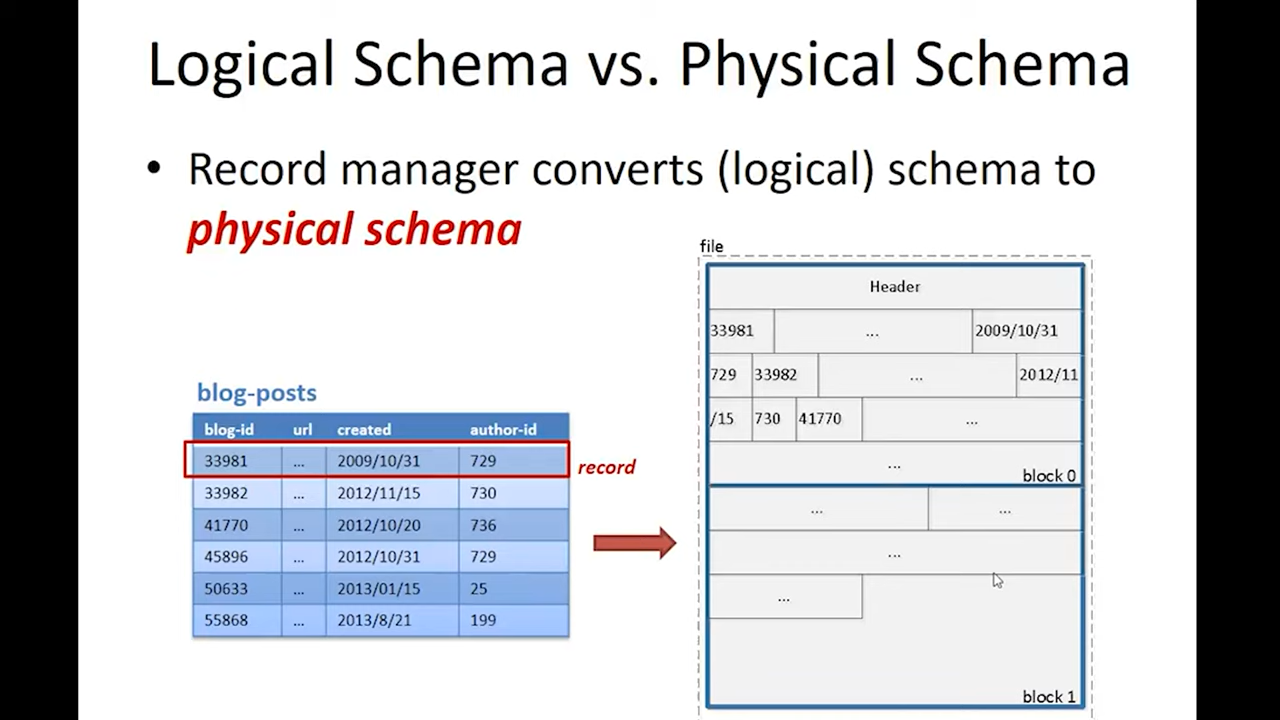 Logical Schema vs. Physical Schema
• Record manager converts (logical) schema to
physical schema
blog-posts
blog-id url created author-id
33981 ... 2009/10/31 729
33982 ... 2012/11/15 730
41770 ... 2012/10/20 736
45896 ... 2012/10/31 729
50633 ... 2013/01/15 25
55868 ... 2013/8/21 199
record
file
Header
33981 ... 2009/10/31
729 33982 ... 2012/11
/15 730 41770 ...
...
block 0
... ...
...
...
block 1